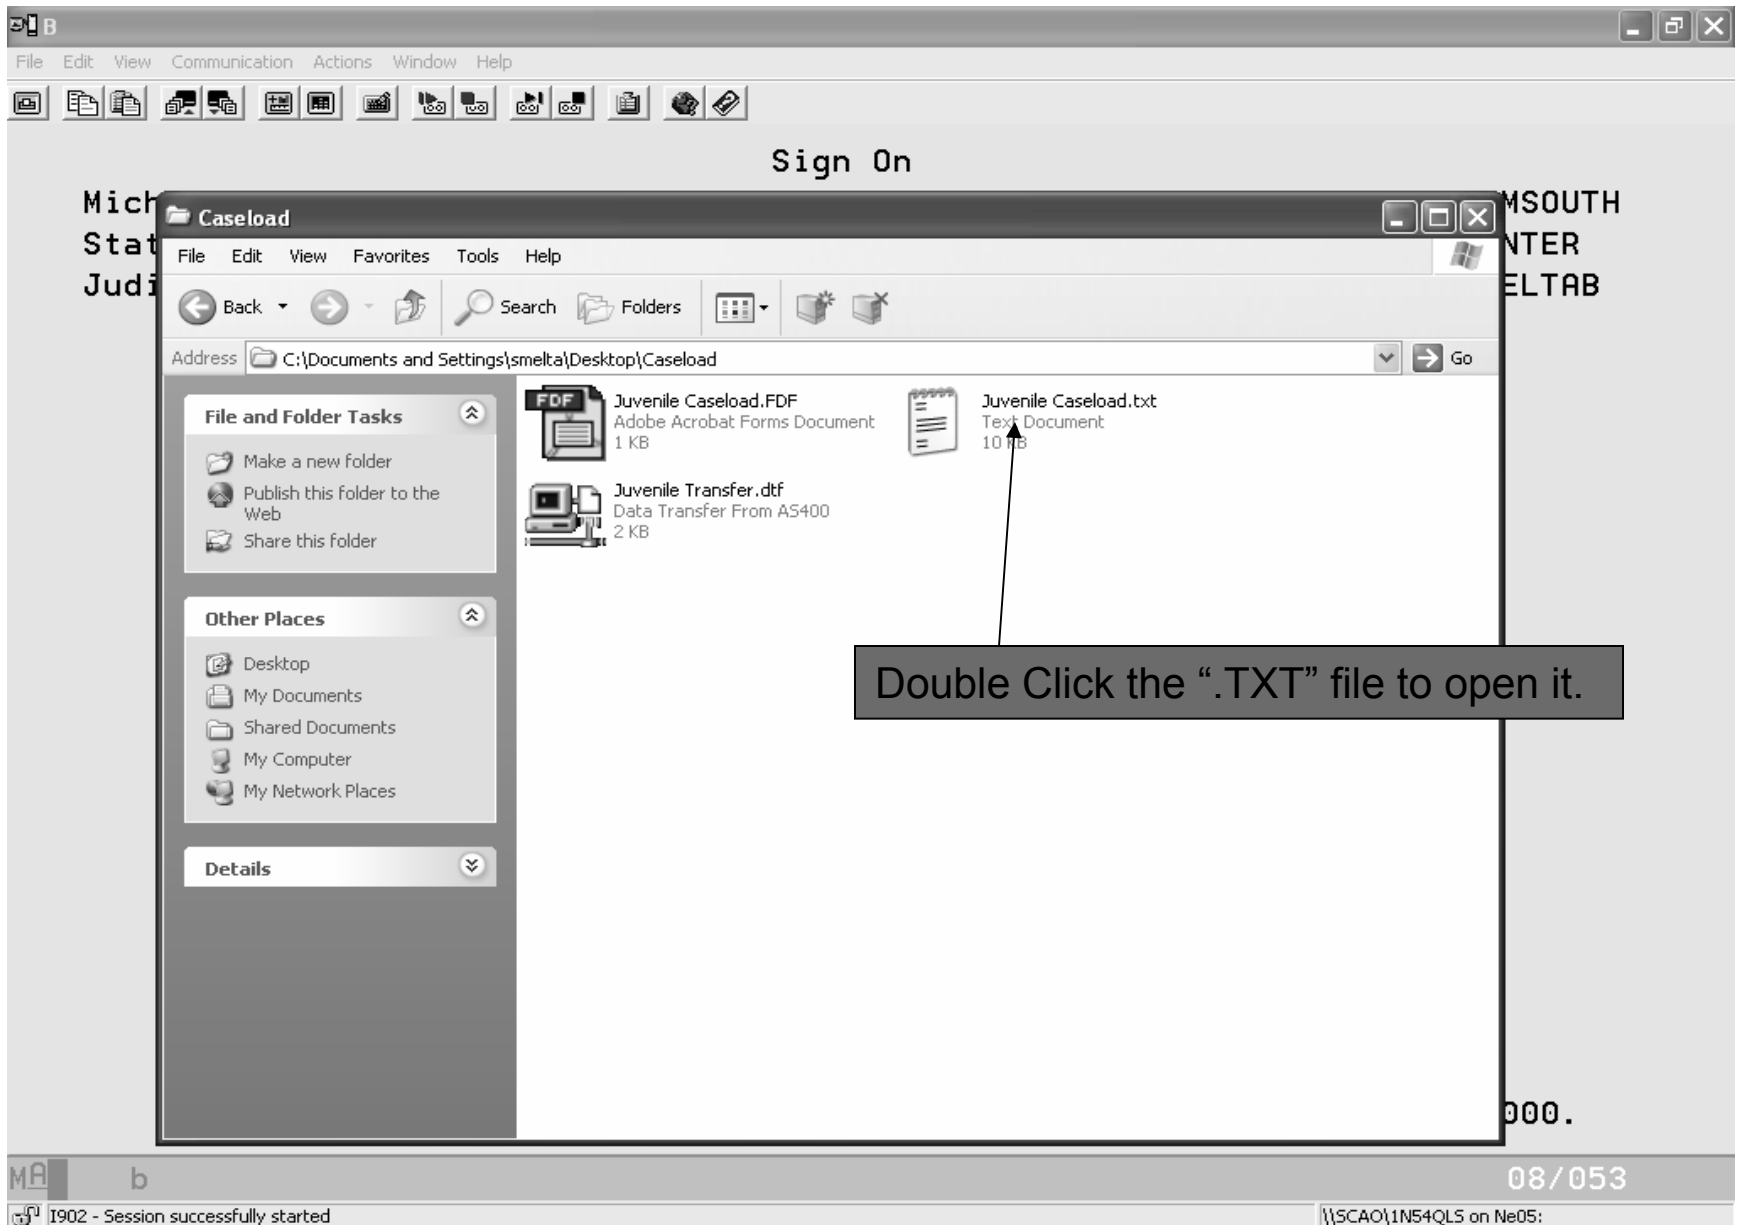 B
File Edit View Communication Actions Window Help
Sign On
Mich
MSOUTH
Stat
NTER
Judi
ELTAB
Caseload
File Edit View Favorites Tools Help
Back Search Folders
Address C:\Documents and Settings\smelta\Desktop\Caseload Go
File and Folder Tasks
Make a new folder
Publish this folder to the
Web
Share this folder
Other Places
Desktop
My Documents
Shared Documents
My Computer
My Network Places
Details
FDF
Juvenile Caseload.FDF
Adobe Acrobat Forms Document
1 KB
Juvenile Caseload.txt
Text Document
10 KB
Juvenile Transfer.dtf
Data Transfer From AS400
2 KB
Double Click the “.TXT” file to open it.
000.
MA b 08/053
I902 - Session successfully started \\SCAO\1N54QLS on Ne05: